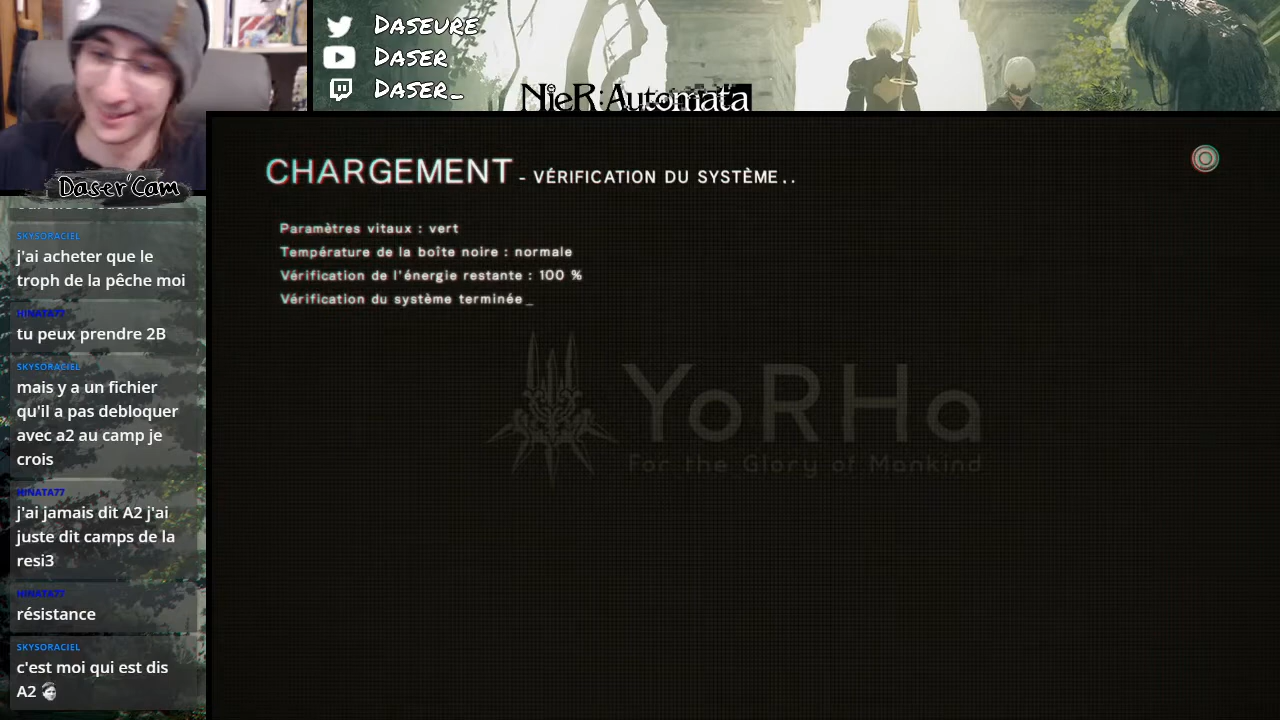 Daseure
Daser
Daser_
NieR:Automata
Daser'Cam
CHARGEMENT - VÉRIFICATION DU SYSTÈME..
Paramètres vitaux : vert
Température de la boîte noire : normale
Vérification de l'énergie restante : 100 %
Vérification du système terminée_
YoRHa
For the Glory of Mankind
SKYSORACIEL
j'ai acheter que le
troph de la pêche moi
HINATA77
tu peux prendre 2B
SKYSORACIEL
mais y a un fichier
qu'il a pas debloquer
avec a2 au camp je
crois
HINATA77
j'ai jamais dit A2 j'ai
juste dit camps de la
resi3
HINATA77
résistance
SKYSORACIEL
c'est moi qui est dis
A2